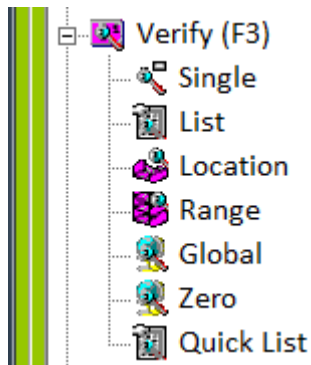 Verify (F3)
Single
List
Location
Range
Global
Zero
Quick List